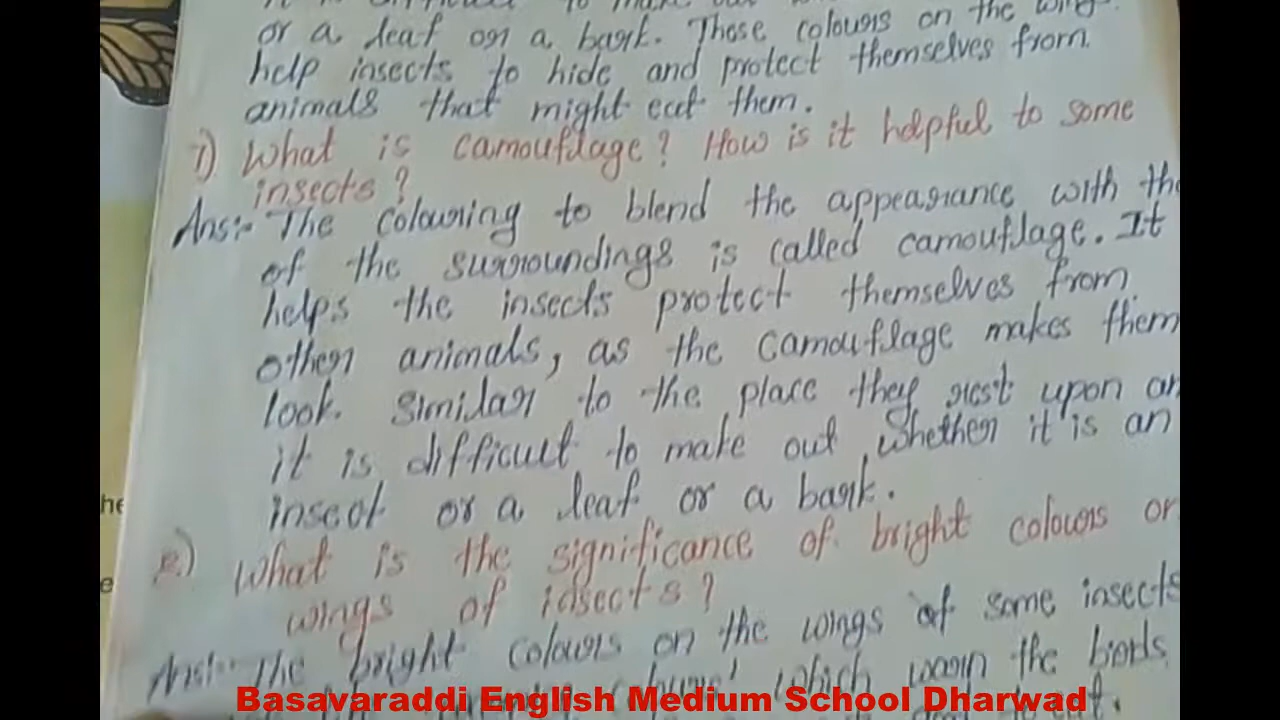 or a leaf on a bark. These colours on the wings
help insects to hide and protect themselves from
animals that might eat them.
1) What is camouflage? How is it helpful to some
insects?
Ans:- The colouring to blend the appearance with the
of the surroundings is called camouflage. It
helps the insects protect themselves from
other animals, as the camouflage makes them
look similar to the place they rest upon an
it is difficult to make out whether it is an
insect or a leaf or a bark.
2.) What is the significance of bright colours or
wings of insects?
Ans:- The bright colours on the wings of some insects
which warn the birds
he
e
Basavaraddi English Medium School Dharwad